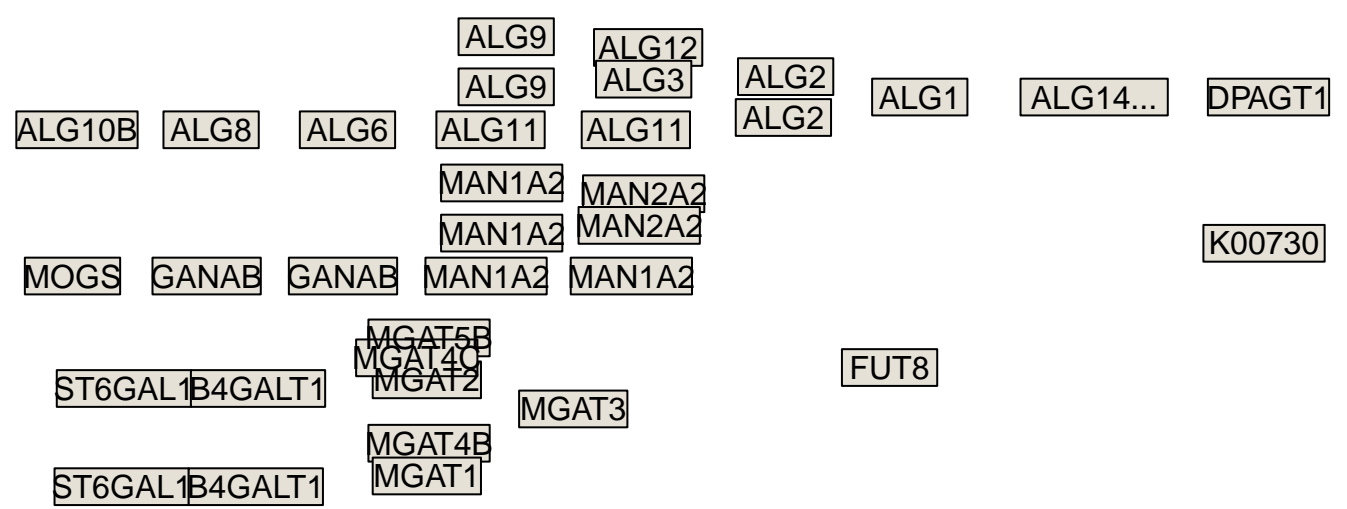 ALG9
ALG12
ALG9
ALG3
ALG2
ALG1
ALG14...
DPAGT1
ALG2
ALG10B
ALG8
ALG6
ALG11
ALG11
MAN1A2
MAN2A2
MAN1A2
MAN2A2
K00730
MOGS
GANAB
GANAB
MAN1A2
MAN1A2
MGAT5B
MGAT4C
MGAT2
FUT8
ST6GAL1
B4GALT1
MGAT3
MGAT4B
MGAT1
ST6GAL1
B4GALT1